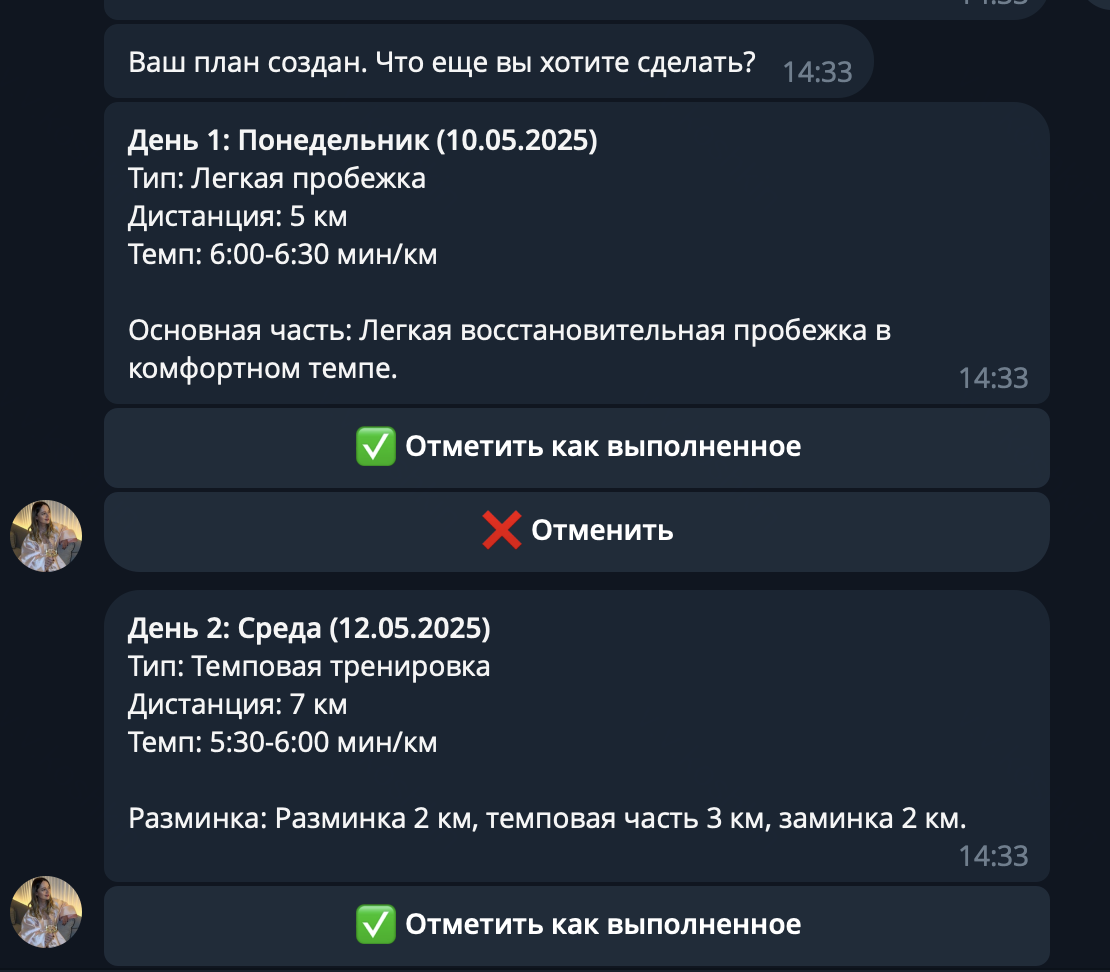 Ваш план создан. Что еще вы хотите сделать? 14:33
День 1: Понедельник (10.05.2025)
Тип: Легкая пробежка
Дистанция: 5 км
Темп: 6:00-6:30 мин/км
Основная часть: Легкая восстановительная пробежка в
комфортном темпе.
14:33
✅ Отметить как выполненное
❌ Отменить
День 2: Среда (12.05.2025)
Тип: Темповая тренировка
Дистанция: 7 км
Темп: 5:30-6:00 мин/км
Разминка: Разминка 2 км, темповая часть 3 км, заминка 2 км.
14:33
✅ Отметить как выполненное